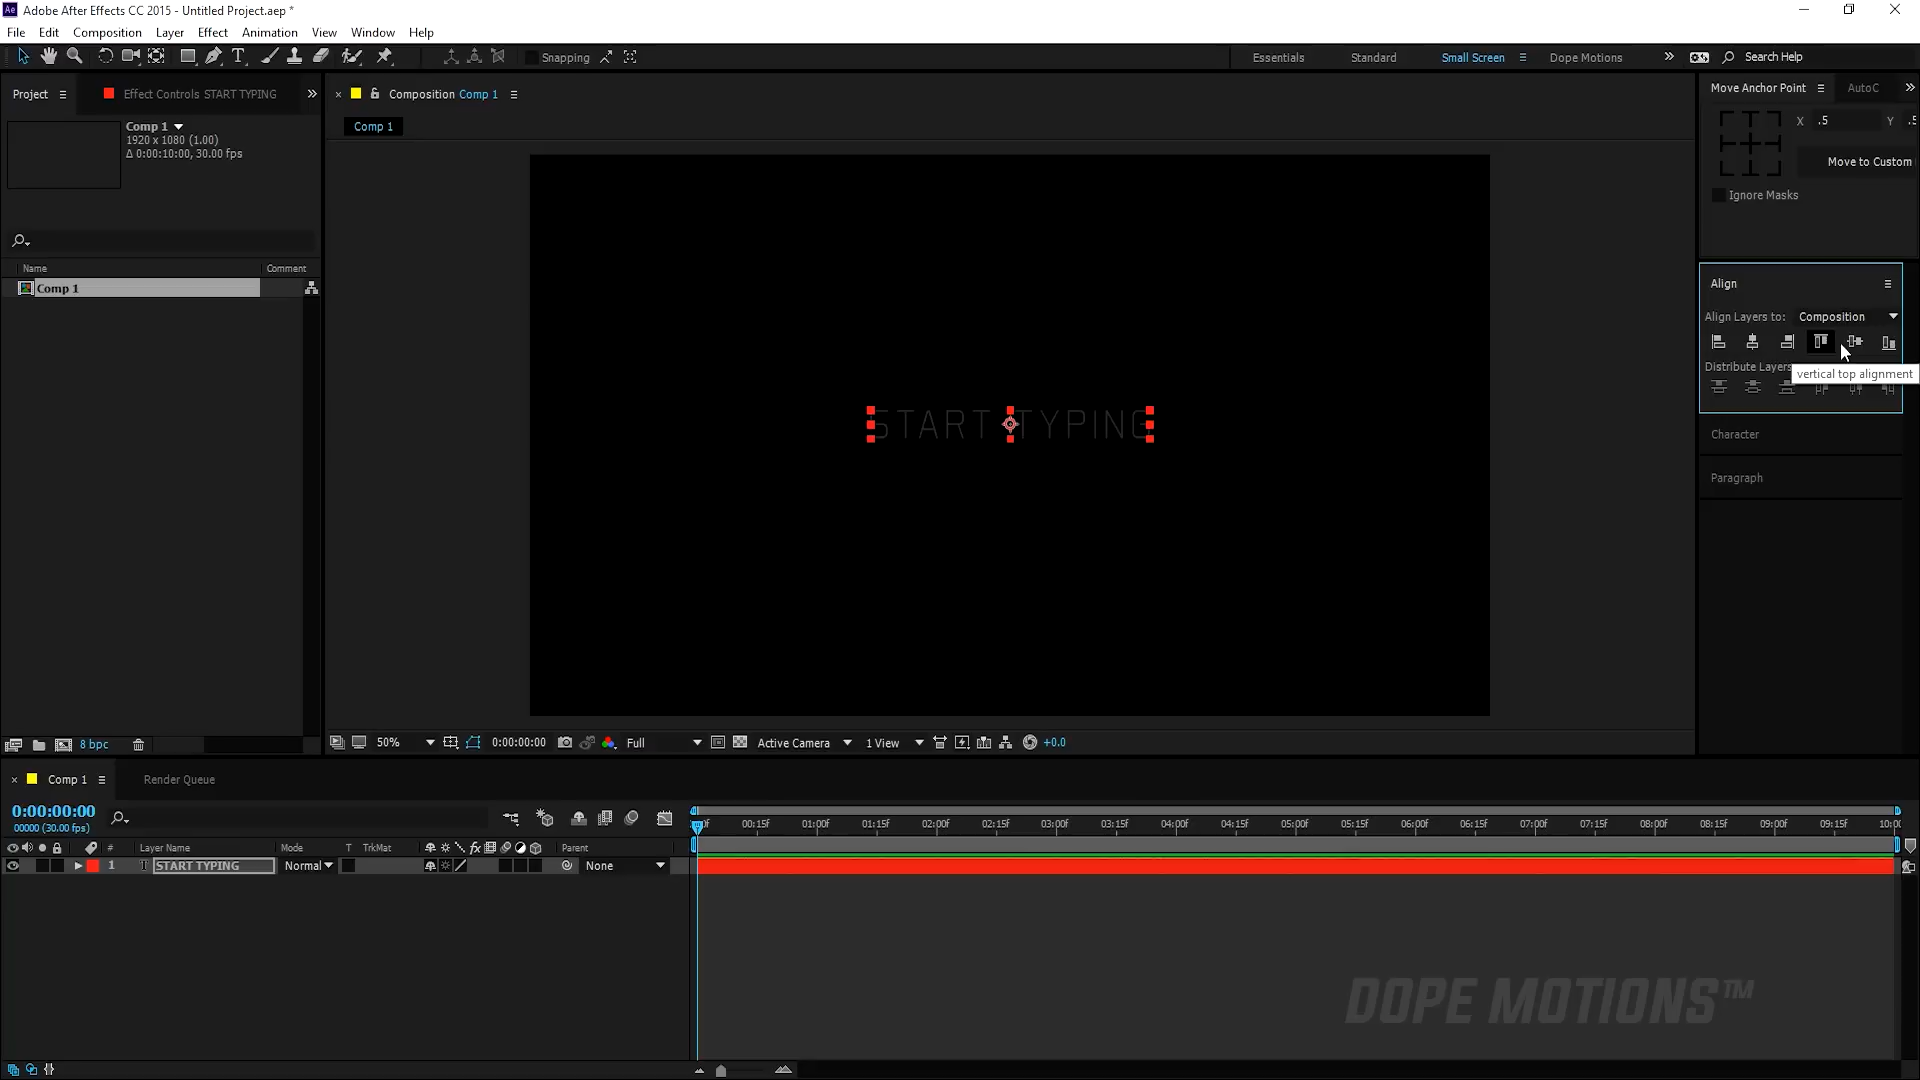 Adobe After Effects CC 2015 - Untitled Project.aep *
File Edit Composition Layer Effect Animation View Window Help
Snapping
Essentials Standard Small Screen Dope Motions Search Help
Project Effect Controls START TYPING
Composition Comp 1
Move Anchor Point AutoC
Comp 1
1920 x 1080 (1.00)
Δ 0:00:10:00, 30.00 fps
Comp 1
X .5 Y .5
Move to Custom
Ignore Masks
Name Comment
Comp 1
Align
Align Layers to: Composition
Distribute Layers
vertical top alignment
START TYPING
Character
Paragraph
8 bpc
50% 0:00:00:00 Full Active Camera 1 View +0.0
Comp 1 Render Queue
0:00:00:00
00000 (30.00 fps)
00:15f 01:00f 01:15f 02:00f 02:15f 03:00f 03:15f 04:00f 04:15f 05:00f 05:15f 06:00f 06:15f 07:00f 07:15f 08:00f 08:15f 09:00f 09:15f 10:00
# Layer Name Mode T TrkMat fx Parent
1 T START TYPING Normal None
DOPE MOTIONS™